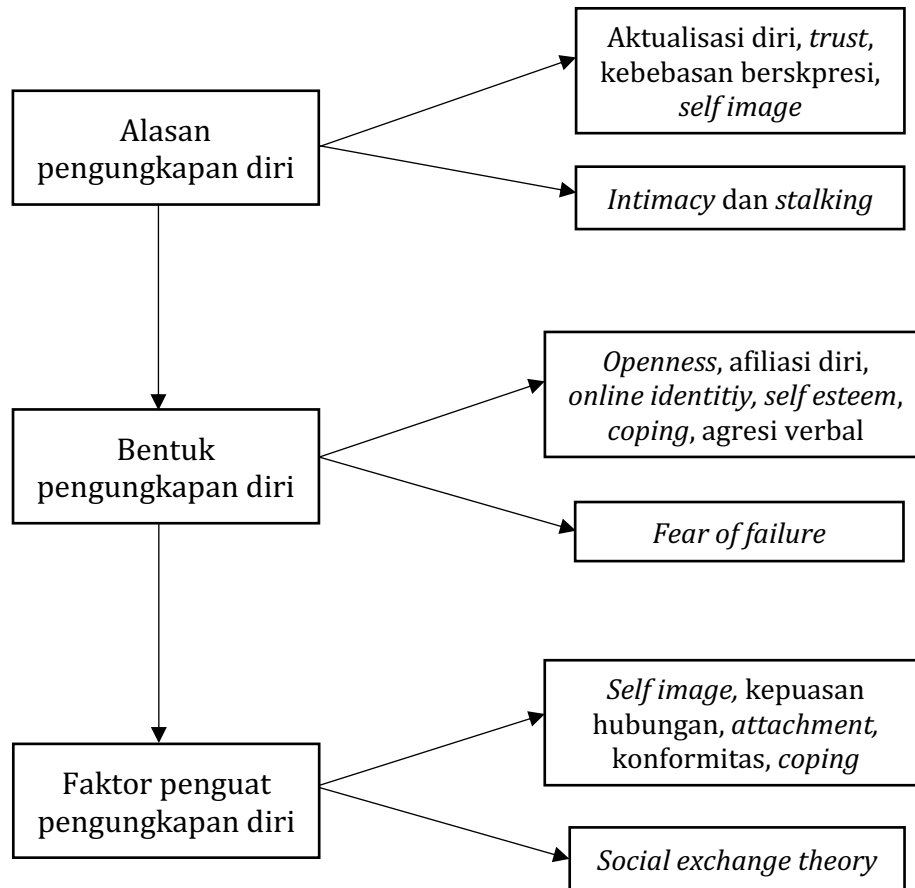 Aktualisasi diri, trust,
kebebasan berskpresi,
self image
Alasan
pengungkapan diri
Intimacy dan stalking
Openness, afiliasi diri,
online identitiy, self esteem,
coping, agresi verbal
Bentuk
pengungkapan diri
Fear of failure
Self image, kepuasan
hubungan, attachment,
konformitas, coping
Faktor penguat
pengungkapan diri
Social exchange theory